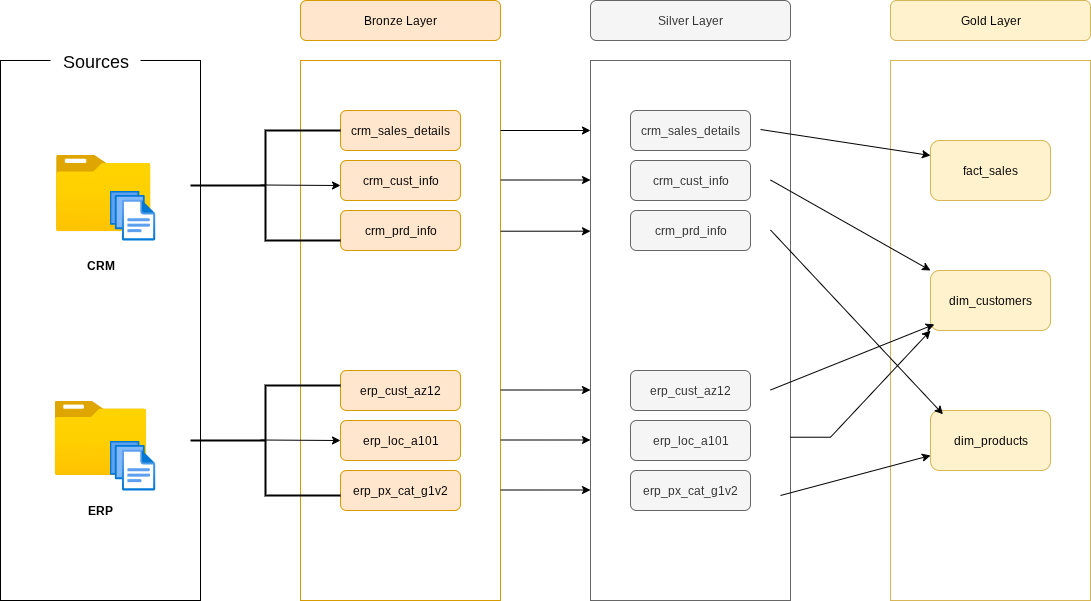 Bronze Layer
Silver Layer
Gold Layer
Sources
crm_sales_details
crm_cust_info
crm_prd_info
crm_sales_details
crm_cust_info
crm_prd_info
fact_sales
dim_customers
dim_products
CRM
erp_cust_az12
erp_loc_a101
erp_px_cat_g1v2
erp_cust_az12
erp_loc_a101
erp_px_cat_g1v2
ERP